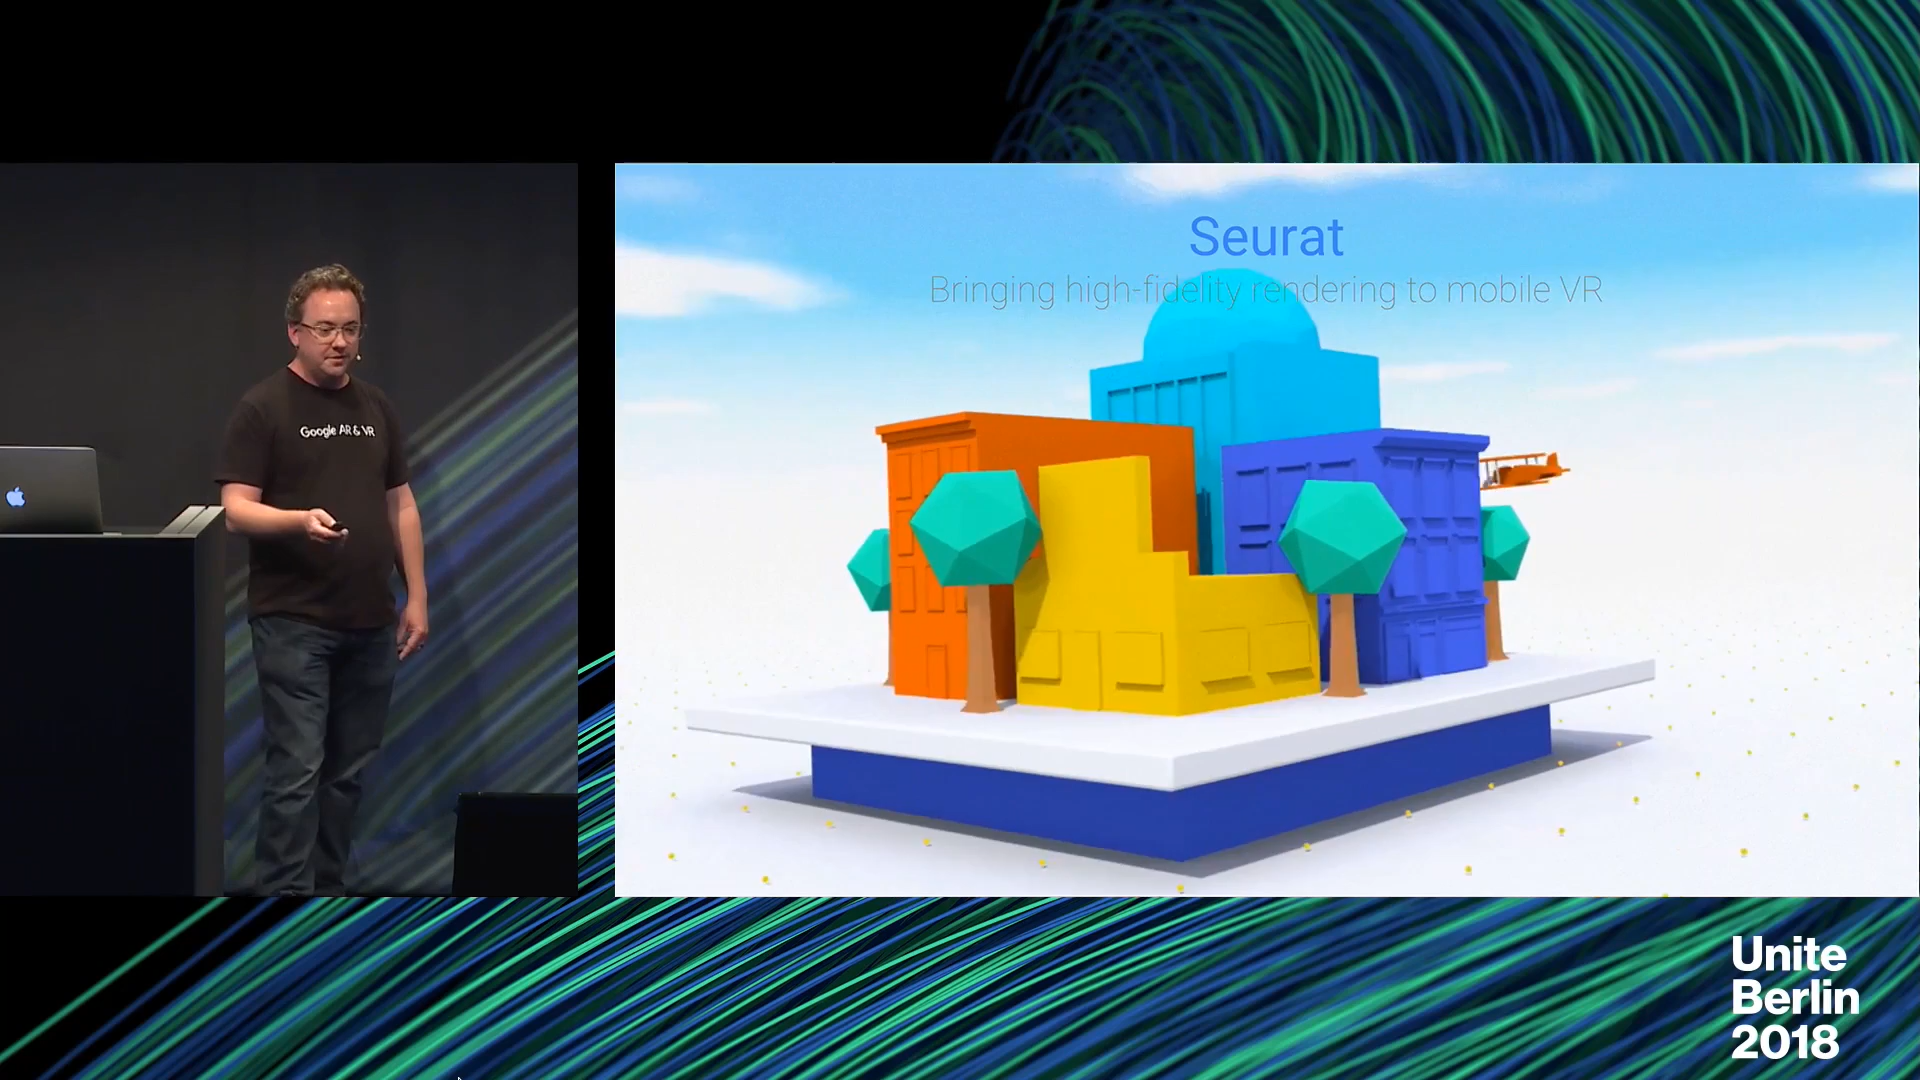 Google AR & VR
Seurat
Bringing high-fidelity rendering to mobile VR
Unite
Berlin
2018